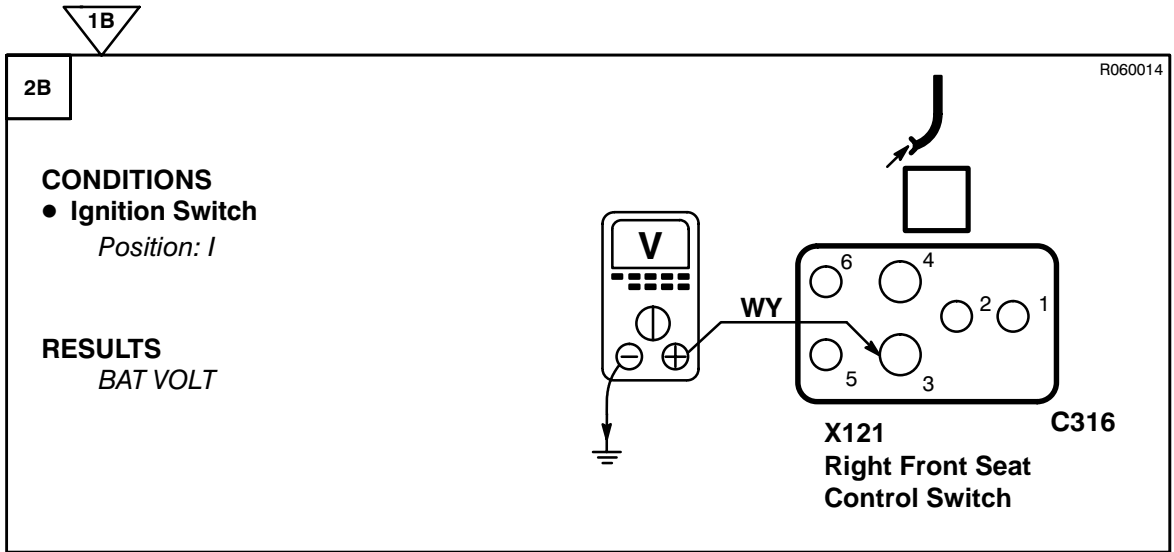 1B
2B
R060014
CONDITIONS
● Ignition Switch
Position: I
RESULTS
BAT VOLT
V
WY
6
4
2
1
5
3
C316
X121
Right Front Seat
Control Switch